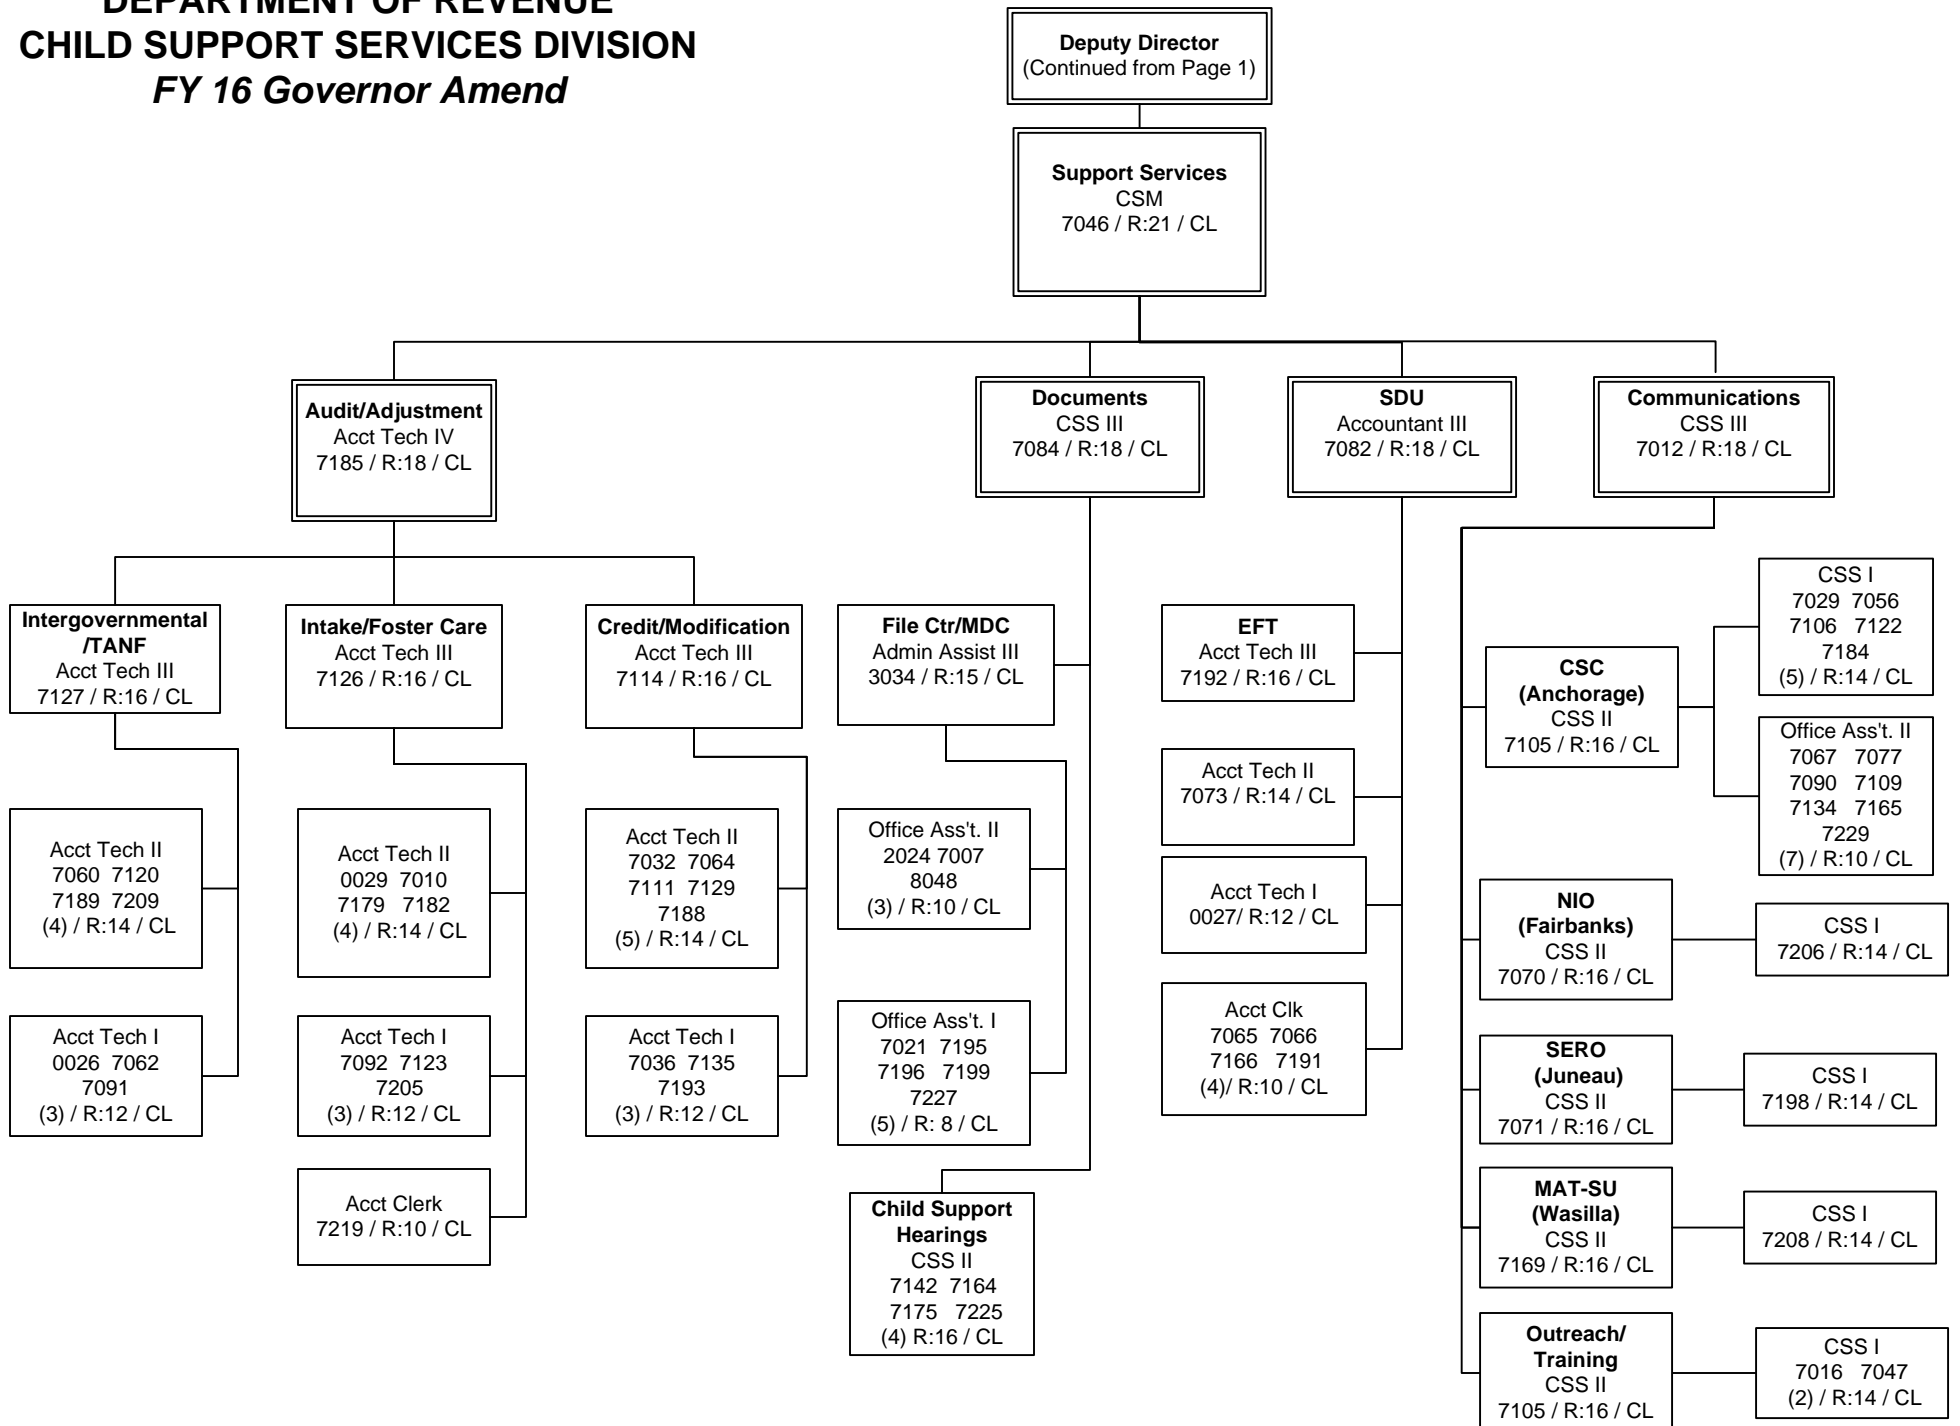 DEPARTMENT OF REVENUE
CHILD SUPPORT SERVICES DIVISION
FY 16 Governor Amend
Deputy Director
(Continued from Page 1)
Support Services
CSM
7046 / R:21 / CL
Audit/Adjustment
Acct Tech IV
7185 / R:18 / CL
Documents
CSS III
7084 / R:18 / CL
SDU
Accountant III
7082 / R:18 / CL
Communications
CSS III
7012 / R:18 / CL
Intergovernmental
/TANF
Acct Tech III
7127 / R:16 / CL
Acct Tech II
7060 7120
7189 7209
(4) / R:14 / CL
Acct Tech I
0026 7062
7091
(3) / R:12 / CL
Intake/Foster Care
Acct Tech III
7126 / R:16 / CL
Acct Tech II
0029 7010
7179 7182
(4) / R:14 / CL
Acct Tech I
7092 7123
7205
(3) / R:12 / CL
Acct Clerk
7219 / R:10 / CL
Credit/Modification
Acct Tech III
7114 / R:16 / CL
Acct Tech II
7032 7064
7111 7129
7188
(5) / R:14 / CL
Acct Tech I
7036 7135
7193
(3) / R:12 / CL
File Ctr/MDC
Admin Assist III
3034 / R:15 / CL
Office Ass't. II
2024 7007
8048
(3) / R:10 / CL
Office Ass't. I
7021 7195
7196 7199
7227
(5) / R: 8 / CL
Child Support
Hearings
CSS II
7142 7164
7175 7225
(4) R:16 / CL
EFT
Acct Tech III
7192 / R:16 / CL
Acct Tech II
7073 / R:14 / CL
Acct Tech I
0027/ R:12 / CL
Acct Clk
7065 7066
7166 7191
(4)/ R:10 / CL
CSC
(Anchorage)
CSS II
7105 / R:16 / CL
CSS I
7029 7056
7106 7122
7184
(5) / R:14 / CL
Office Ass't. II
7067 7077
7090 7109
7134 7165
7229
(7) / R:10 / CL
NIO
(Fairbanks)
CSS II
7070 / R:16 / CL
CSS I
7206 / R:14 / CL
SERO
(Juneau)
CSS II
7071 / R:16 / CL
CSS I
7198 / R:14 / CL
MAT-SU
(Wasilla)
CSS II
7169 / R:16 / CL
CSS I
7208 / R:14 / CL
Outreach/
Training
CSS II
7105 / R:16 / CL
CSS I
7016 7047
(2) / R:14 / CL